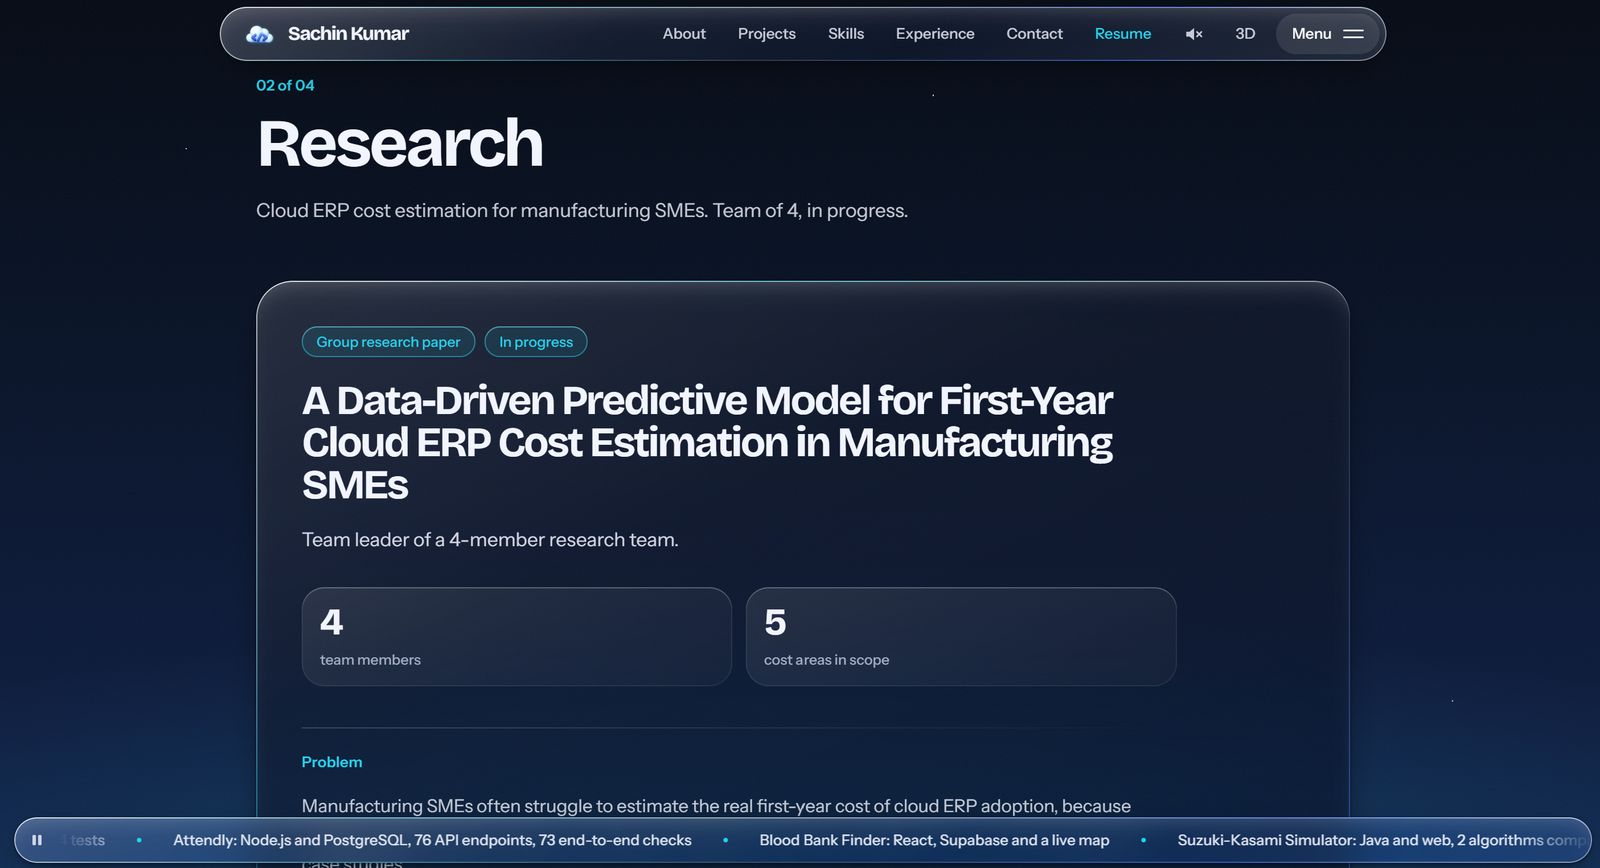 Sachin Kumar
About
Projects
Skills
Experience
Contact
Resume
3D
Menu
02 of 04
Research
Cloud ERP cost estimation for manufacturing SMEs. Team of 4, in progress.
Group research paper
In progress
A Data-Driven Predictive Model for First-Year
Cloud ERP Cost Estimation in Manufacturing
SMEs
Team leader of a 4-member research team.
4
team members
5
cost areas in scope
Problem
Manufacturing SMEs often struggle to estimate the real first-year cost of cloud ERP adoption, because
tests • Attendly: Node.js and PostgreSQL, 76 API endpoints, 73 end-to-end checks • Blood Bank Finder: React, Supabase and a live map • Suzuki-Kasami Simulator: Java and web, 2 algorithms
case studies